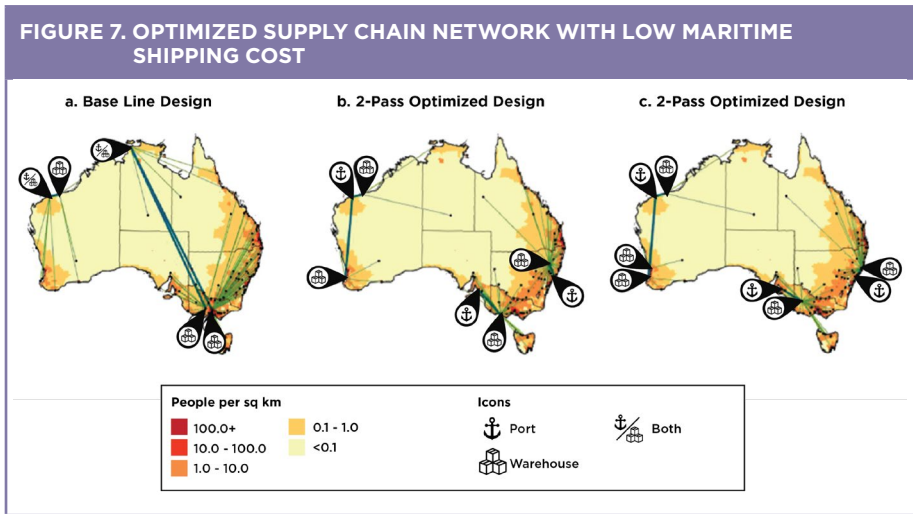 FIGURE 7. OPTIMIZED SUPPLY CHAIN NETWORK WITH LOW MARITIME
SHIPPING COST
a. Base Line Design
b. 2-Pass Optimized Design
c. 2-Pass Optimized Design
People per sq km
100.0+
10.0 - 100.0
1.0 - 10.0
0.1 - 1.0
<0.1
Icons
Port
Warehouse
Both